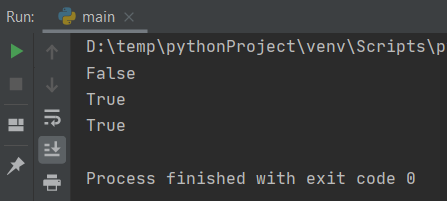 Run: main
D:\temp\pythonProject\venv\Scripts\p
False
True
True
Process finished with exit code 0